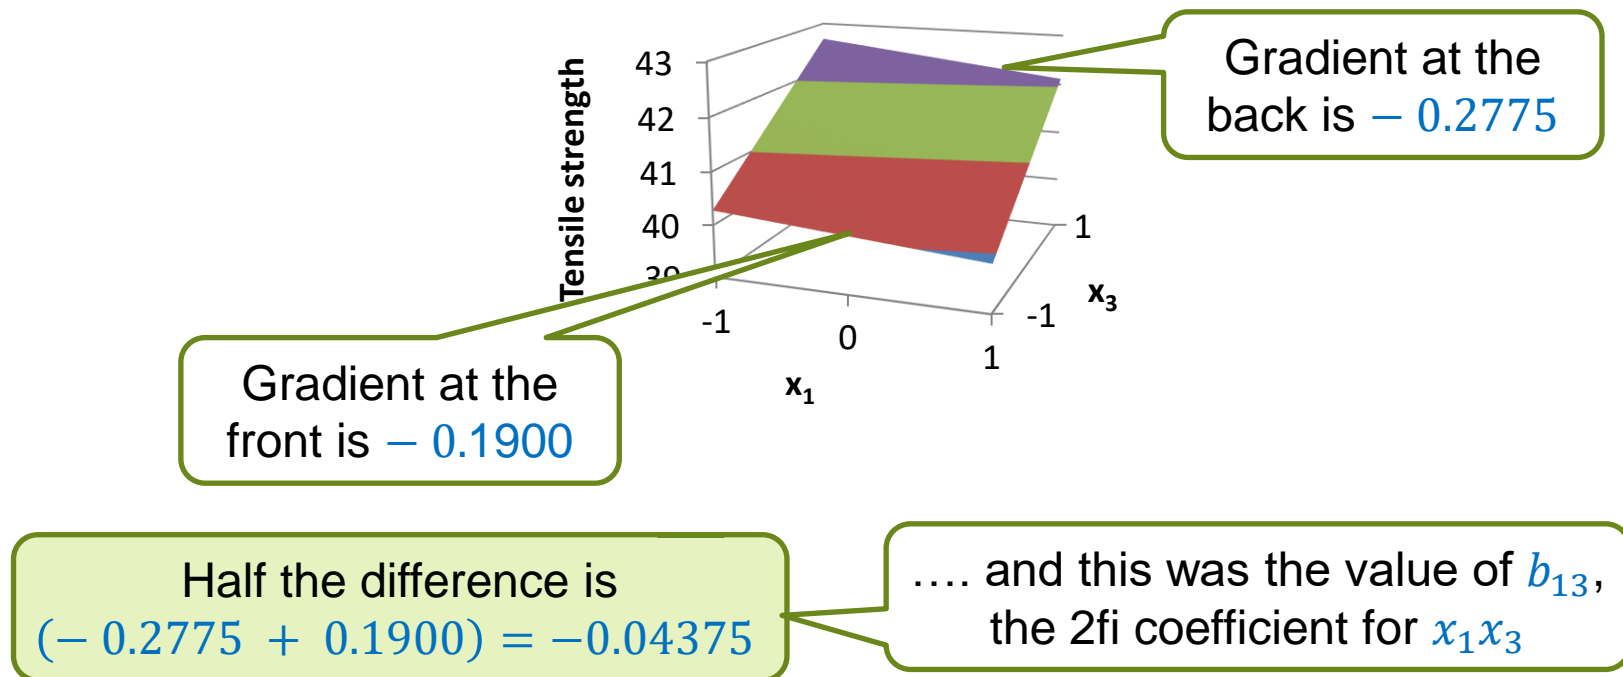 Gradient at the
back is − 0.2775
Tensile strength
43
42
41
40
39
-1
0
1
x₁
-1
1
x₃
Gradient at the
front is − 0.1900
Half the difference is
(− 0.2775 + 0.1900) = −0.04375
…. and this was the value of b₁₃,
the 2fi coefficient for x₁x₃